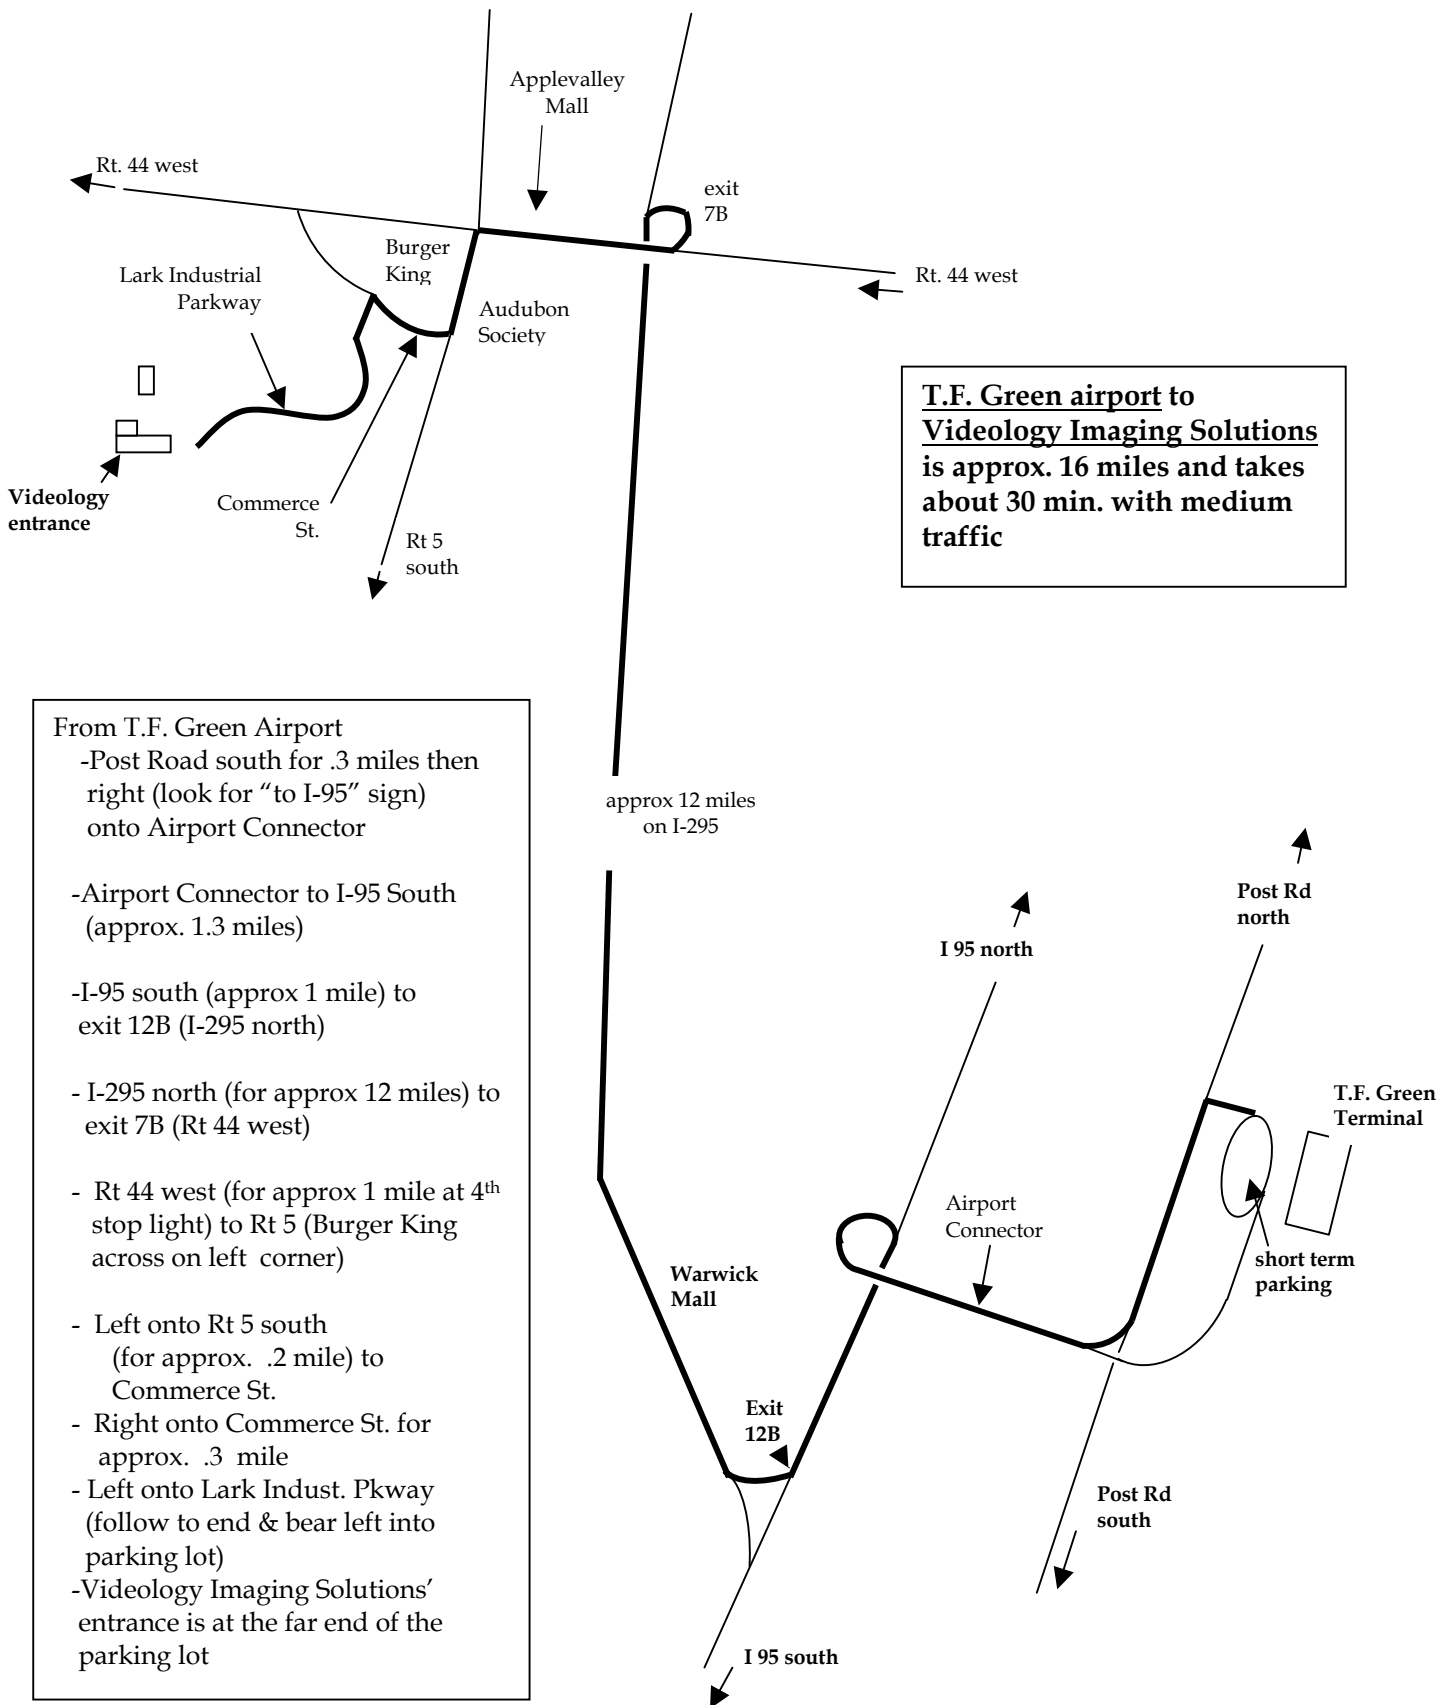 Applevalley
Mall
Rt. 44 west
exit
7B
Burger
King
Lark Industrial
Parkway
Rt. 44 west
Audubon
Society
T.F. Green airport to
Videology Imaging Solutions
is approx. 16 miles and takes
about 30 min. with medium
traffic
Videology
entrance
Commerce
St.
Rt 5
south
From T.F. Green Airport
-Post Road south for .3 miles then
right (look for “to I-95” sign)
onto Airport Connector
-Airport Connector to I-95 South
(approx. 1.3 miles)
-I-95 south (approx 1 mile) to
exit 12B (I-295 north)
- I-295 north (for approx 12 miles) to
exit 7B (Rt 44 west)
- Rt 44 west (for approx 1 mile at 4th
stop light) to Rt 5 (Burger King
across on left corner)
- Left onto Rt 5 south
(for approx. .2 mile) to
Commerce St.
- Right onto Commerce St. for
approx. .3 mile
- Left onto Lark Indust. Pkway
(follow to end & bear left into
parking lot)
-Videology Imaging Solutions’
entrance is at the far end of the
parking lot
approx 12 miles
on I-295
Post Rd
north
I 95 north
T.F. Green
Terminal
Airport
Connector
short term
parking
Warwick
Mall
Exit
12B
Post Rd
south
I 95 south